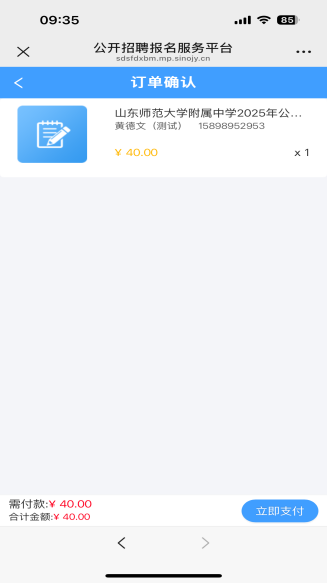 09:35
85
公开招聘报名服务平台
sdsfdxbm.mp.sinojy.cn
订单确认
山东师范大学附属中学2025年公...
黄德文（测试） 15898952953
¥ 40.00 x 1
需付款:¥ 40.00
合计金额:¥ 40.00
立即支付